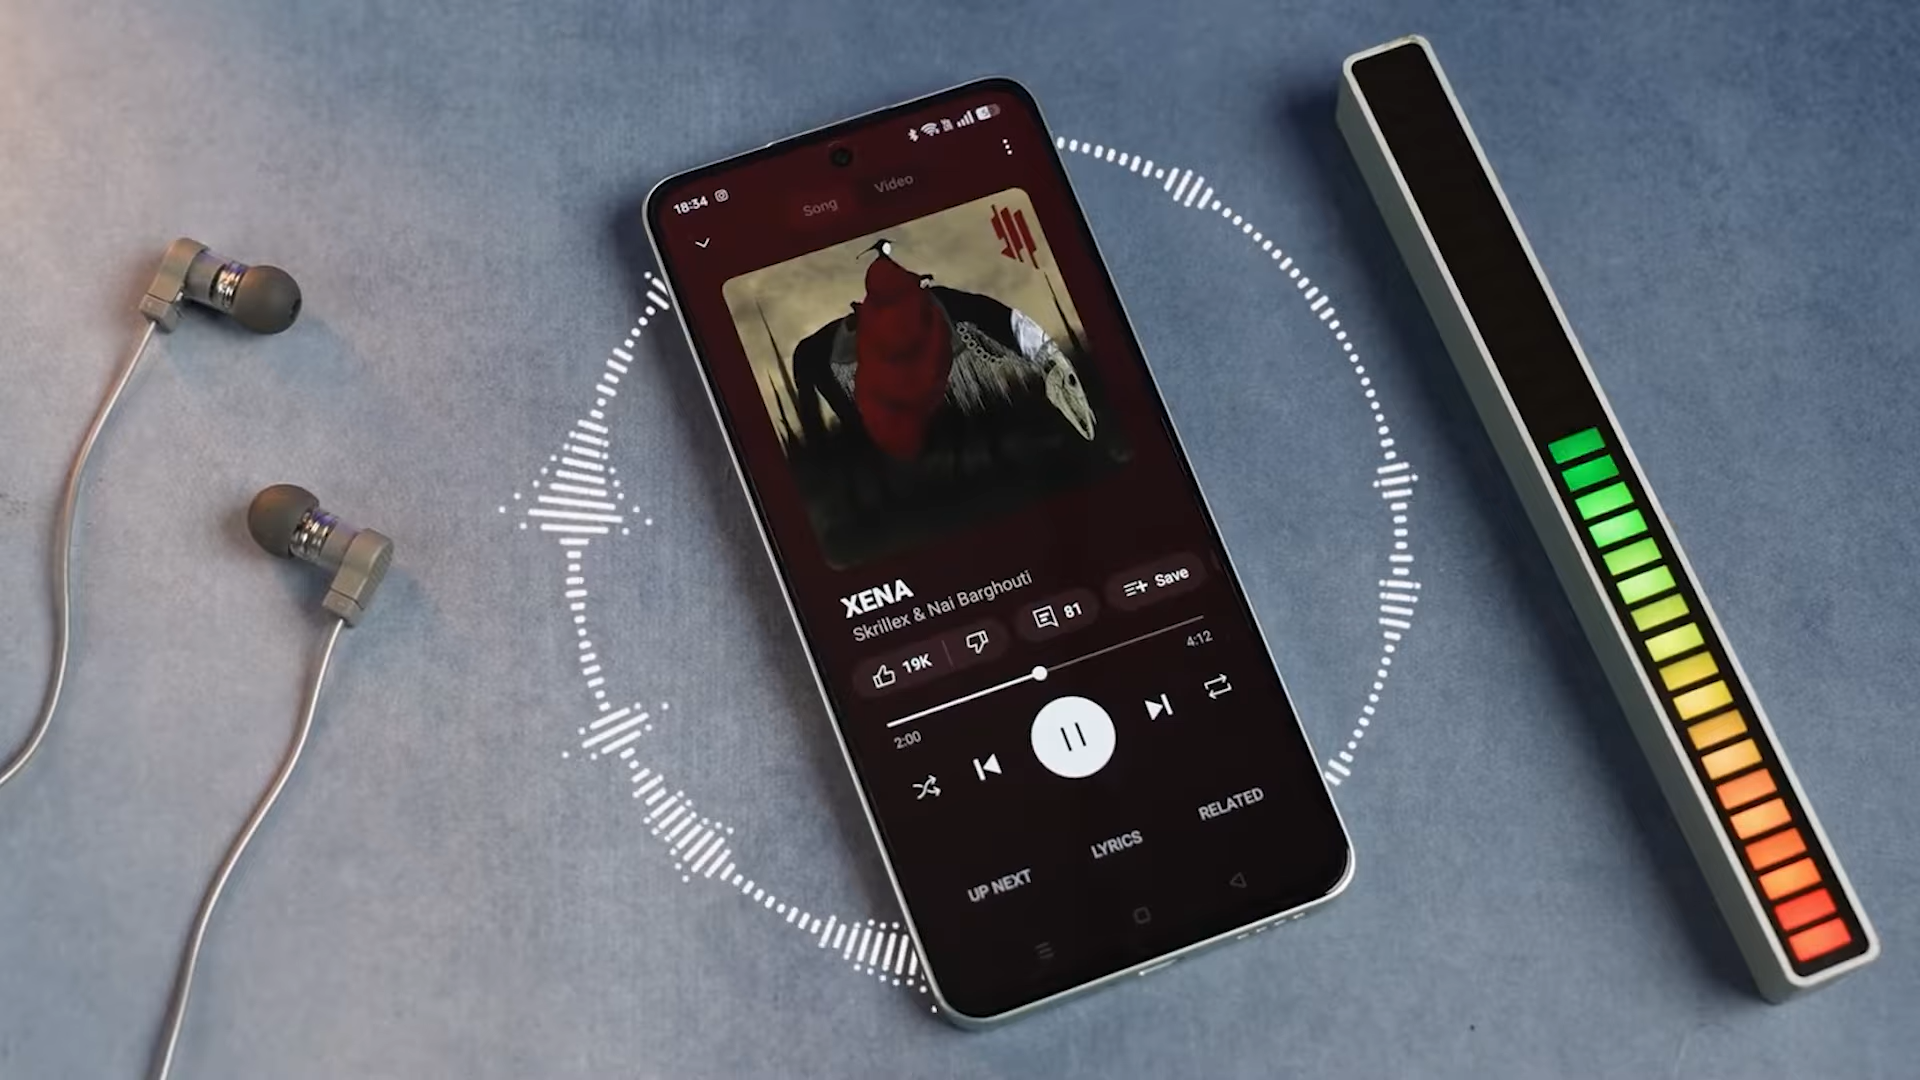 18:34
Song
Video
XENA
Skrillex & Nai Barghouti
19K
81
Save
2:00
4:12
UP NEXT
LYRICS
RELATED